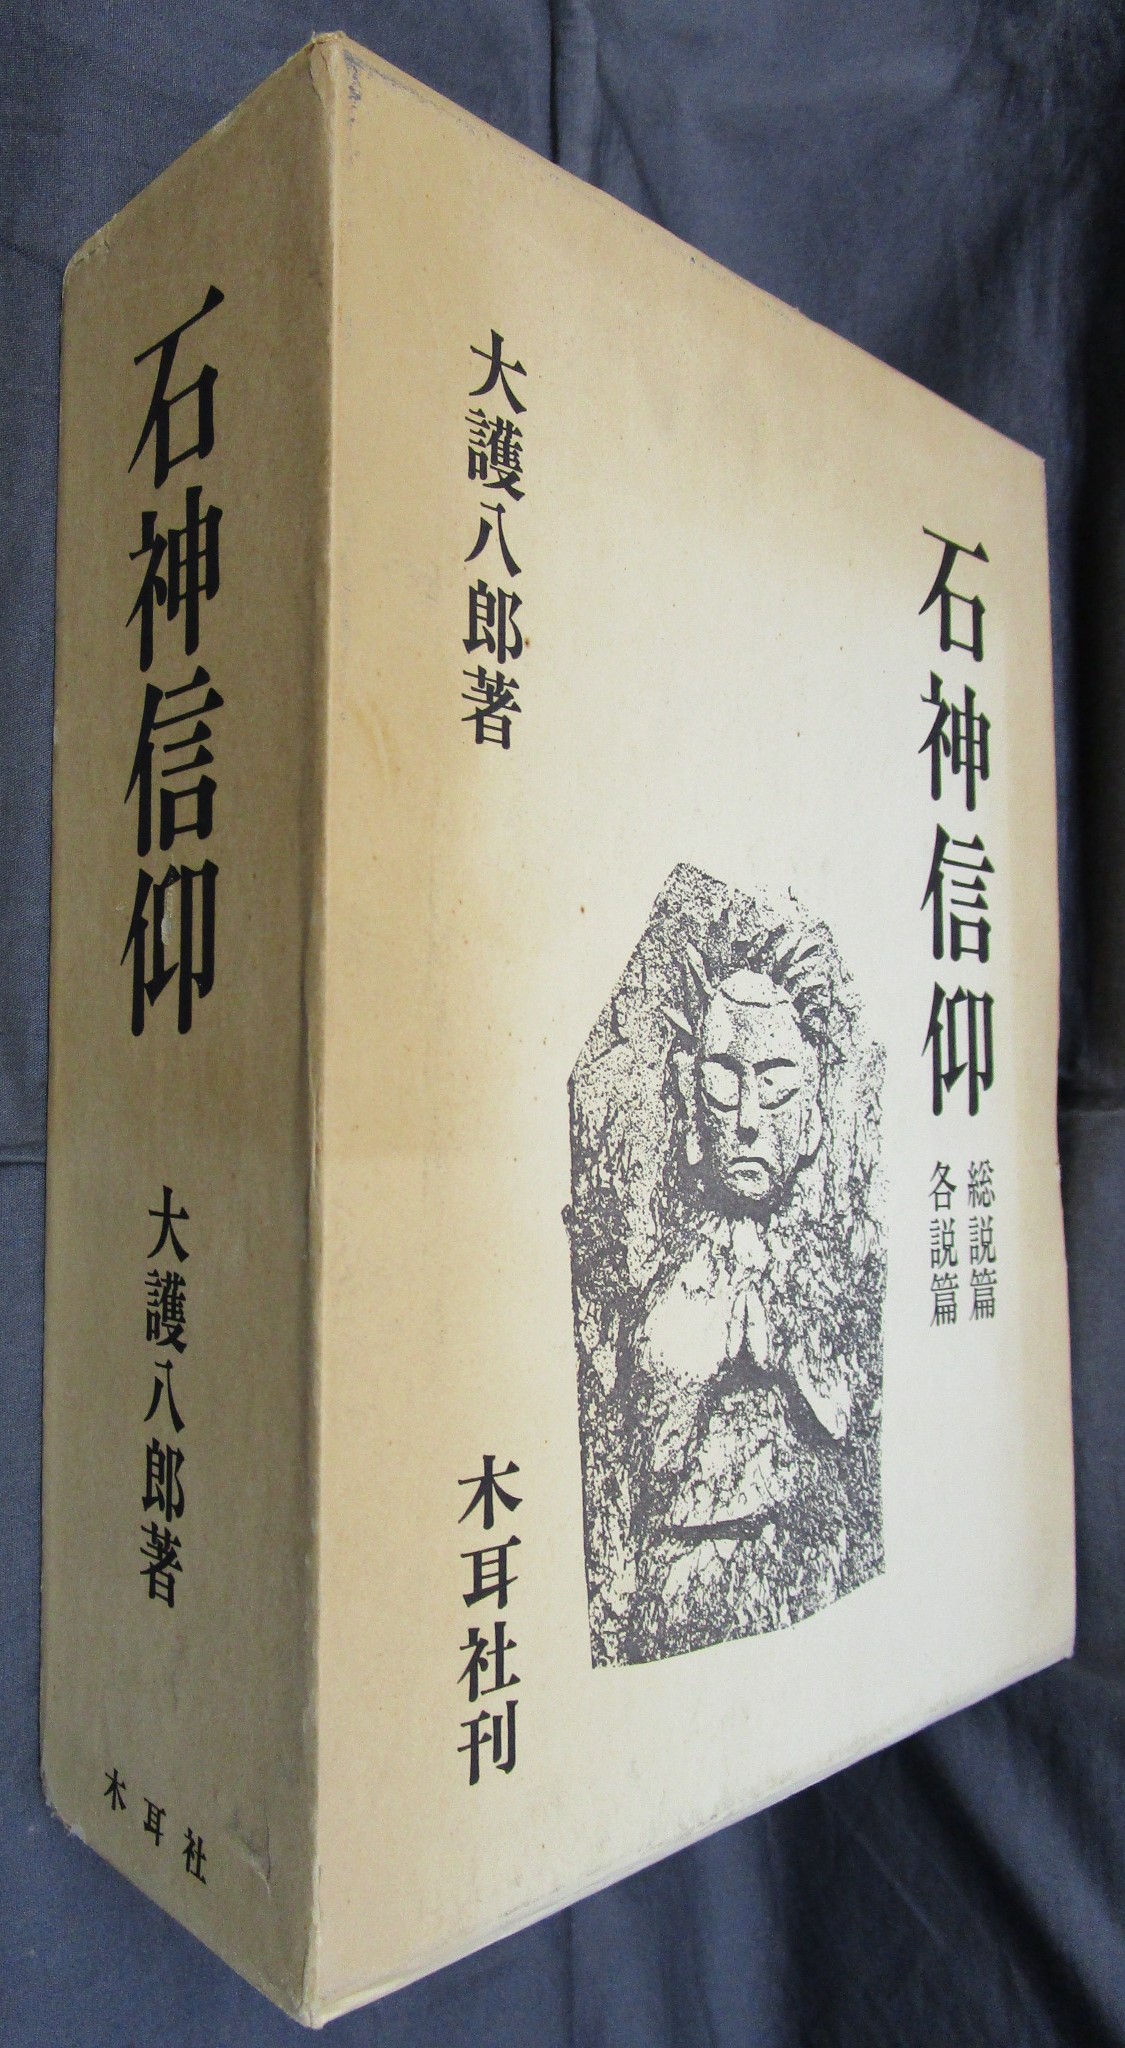 石神信仰
総説篇
各説篇
大護八郎著
木耳社刊
石神信仰
大護八郎著
木耳社